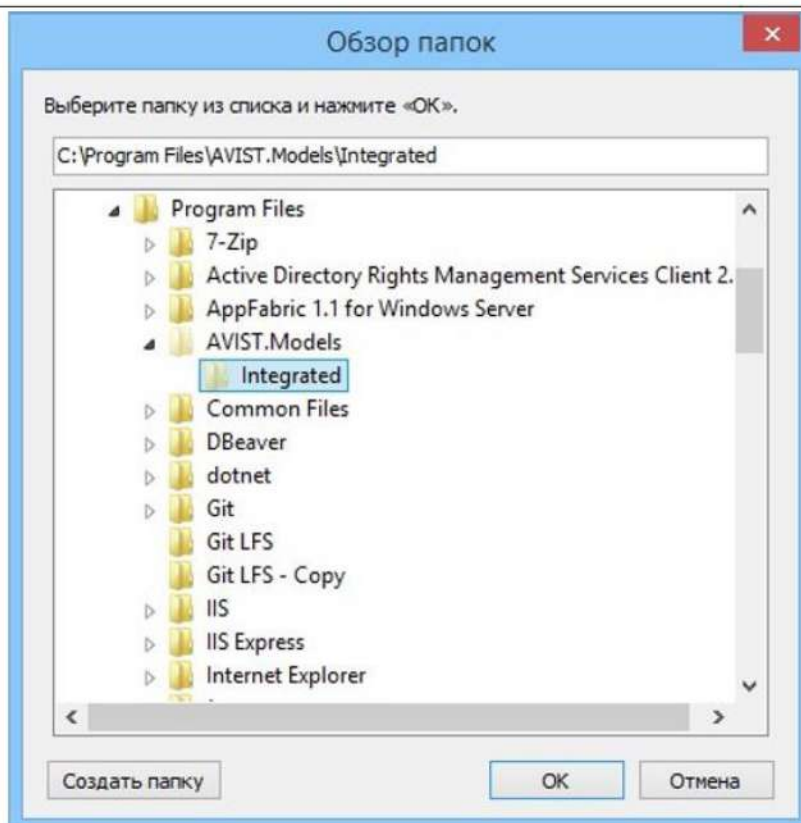 Обзор папок
Выберите папку из списка и нажмите «ОК».
C:\Program Files\AVIST.Models\Integrated
Program Files
7-Zip
Active Directory Rights Management Services Client 2.
AppFabric 1.1 for Windows Server
AVIST.Models
Integrated
Common Files
DBeaver
dotnet
Git
Git LFS
Git LFS - Copy
IIS
IIS Express
Internet Explorer
Создать папку
ОК
Отмена